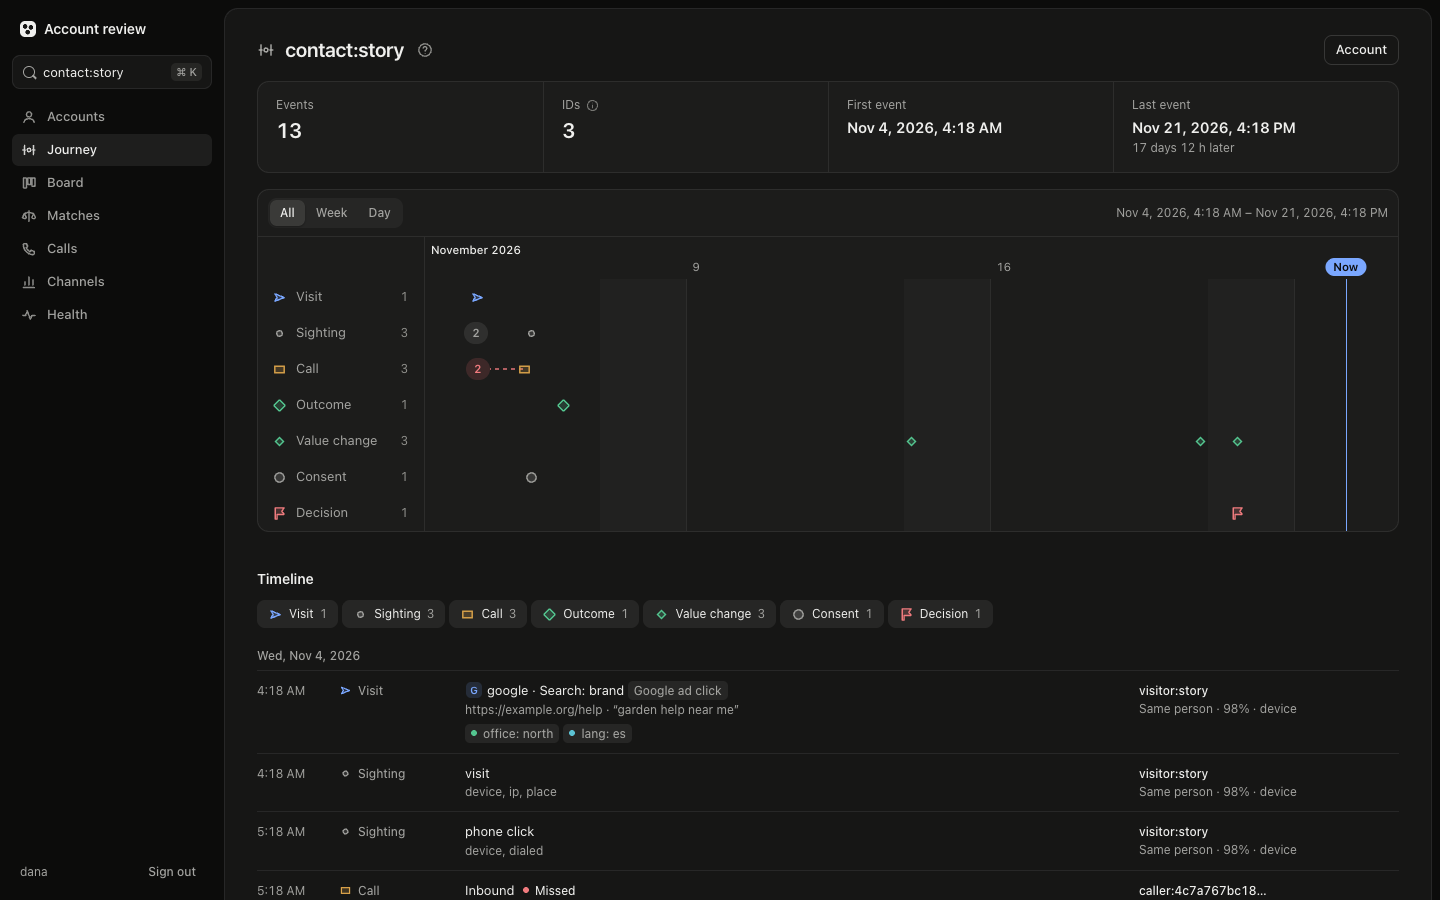 Account review
contact:story
⌘ K
Accounts
Journey
Board
Matches
Calls
Channels
Health
dana
Sign out
contact:story
Account
Events
13
IDs
3
First event
Nov 4, 2026, 4:18 AM
Last event
Nov 21, 2026, 4:18 PM
17 days 12 h later
All Week Day
Nov 4, 2026, 4:18 AM – Nov 21, 2026, 4:18 PM
November 2026
9 16 Now
Visit 1
Sighting 3 2
Call 3 2
Outcome 1
Value change 3
Consent 1
Decision 1
Timeline
Visit 1 Sighting 3 Call 3 Outcome 1 Value change 3 Consent 1 Decision 1
Wed, Nov 4, 2026
4:18 AM Visit G google · Search: brand Google ad click visitor:story
https://example.org/help · “garden help near me” Same person · 98% · device
office: north lang: es
4:18 AM Sighting visit visitor:story
device, ip, place Same person · 98% · device
5:18 AM Sighting phone click visitor:story
device, dialed Same person · 98% · device
5:18 AM Call Inbound Missed caller:4c7a767bc18…